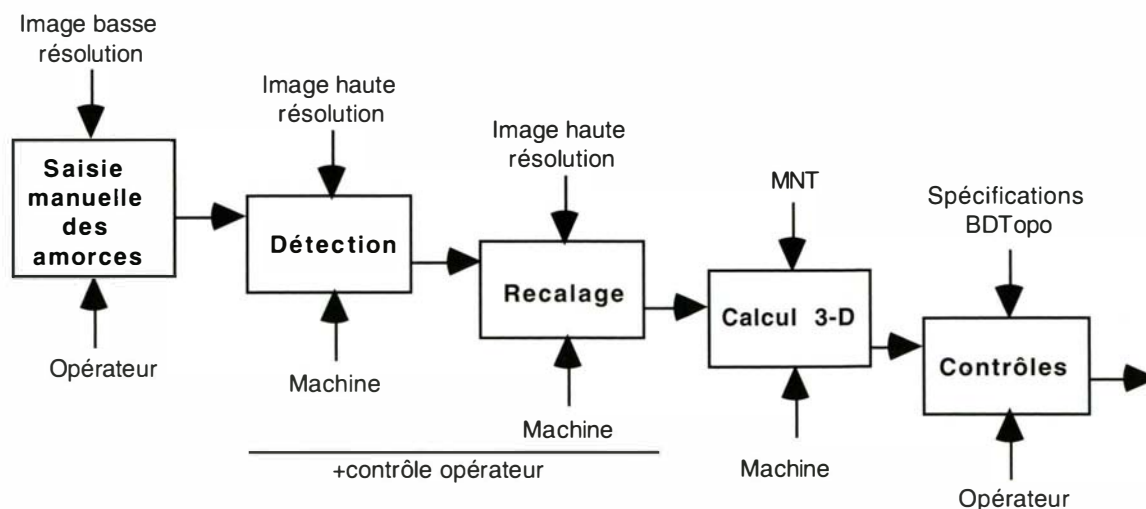 Image basse
résolution
Saisie
manuelle
des
amorces
Opérateur
Image haute
résolution
Détection
Machine
Image haute
résolution
Recalage
Machine
+contrôle opérateur
MNT
Calcul 3-D
Machine
Spécifications
BDTopo
Contrôles
Opérateur